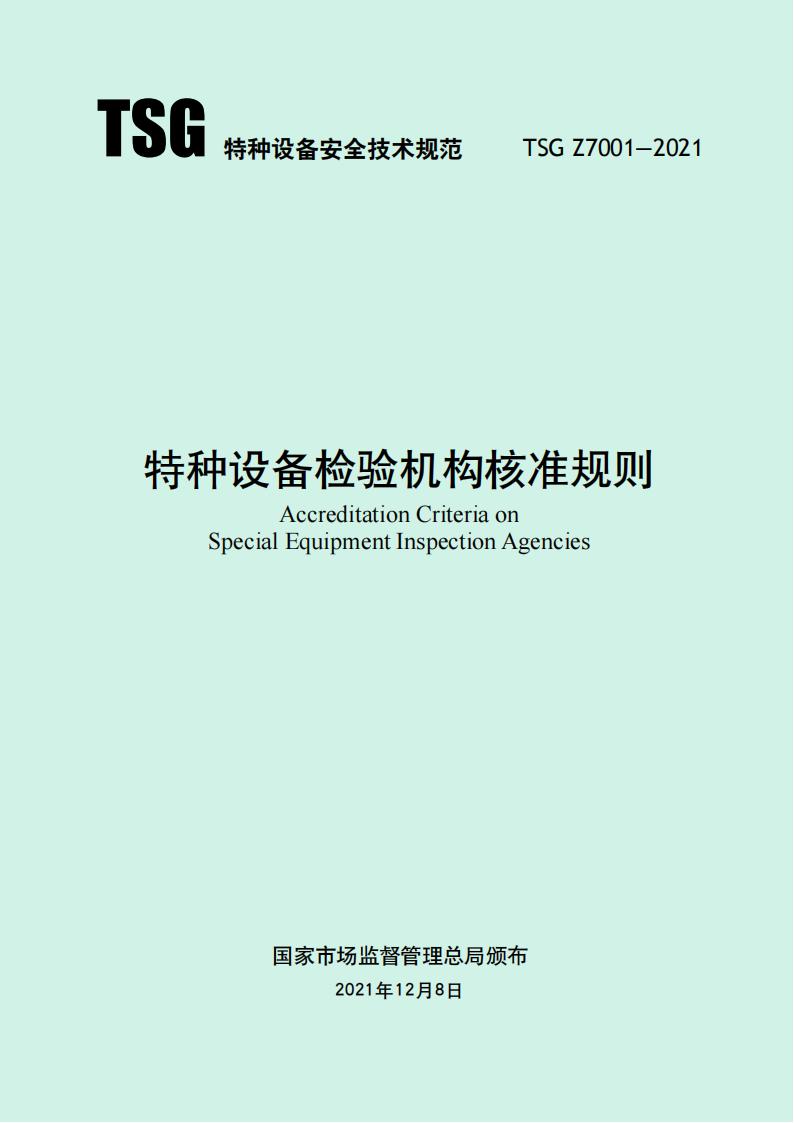 TSG 特种设备安全技术规范 TSG Z7001—2021
特种设备检验机构核准规则
Accreditation Criteria on
Special Equipment Inspection Agencies
国家市场监督管理总局颁布
2021年12月8日